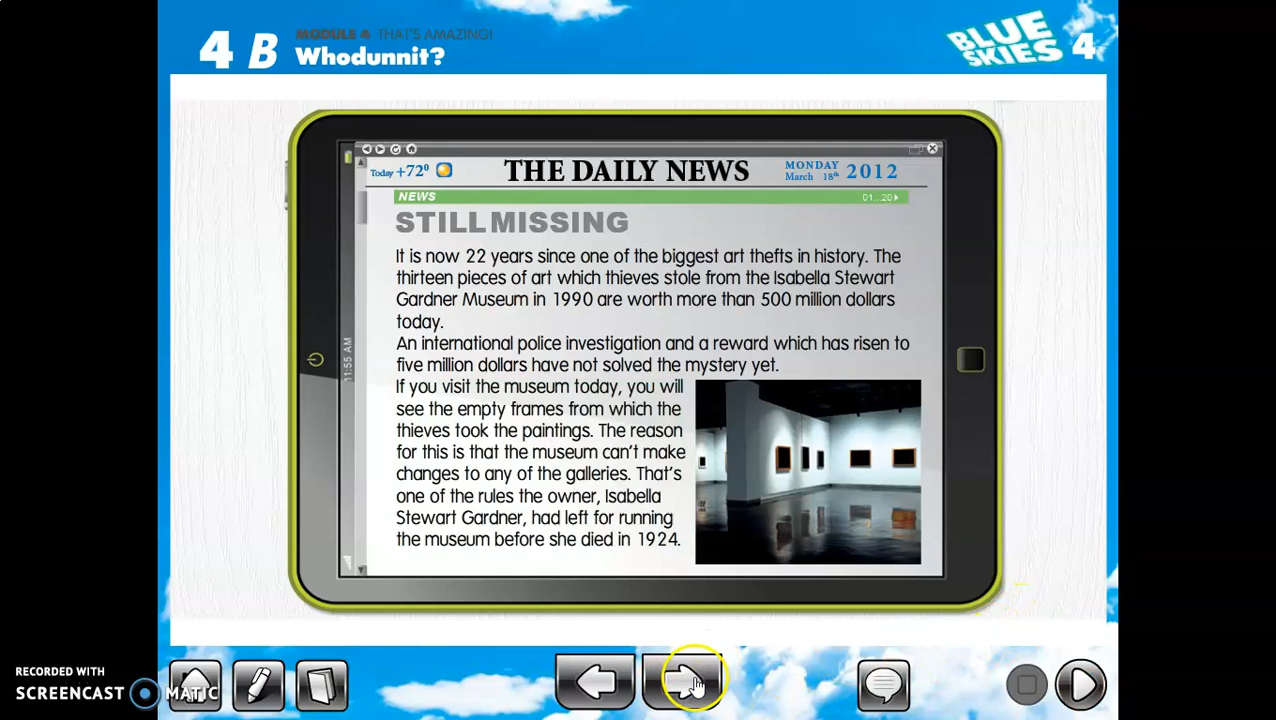 4 B
MODULE 4 THAT'S AMAZING!
Whodunnit?
BLUE SKIES 4
Today +72⁰
THE DAILY NEWS
MONDAY
March 18th
2012
NEWS
01...20
STILL MISSING
It is now 22 years since one of the biggest art thefts in history. The
thirteen pieces of art which thieves stole from the Isabella Stewart
Gardner Museum in 1990 are worth more than 500 million dollars
today.
An international police investigation and a reward which has risen to
five million dollars have not solved the mystery yet.
If you visit the museum today, you will
see the empty frames from which the
thieves took the paintings. The reason
for this is that the museum can't make
changes to any of the galleries. That's
one of the rules the owner, Isabella
Stewart Gardner, had left for running
the museum before she died in 1924.
11:55 AM
RECORDED WITH
SCREENCAST MATIC